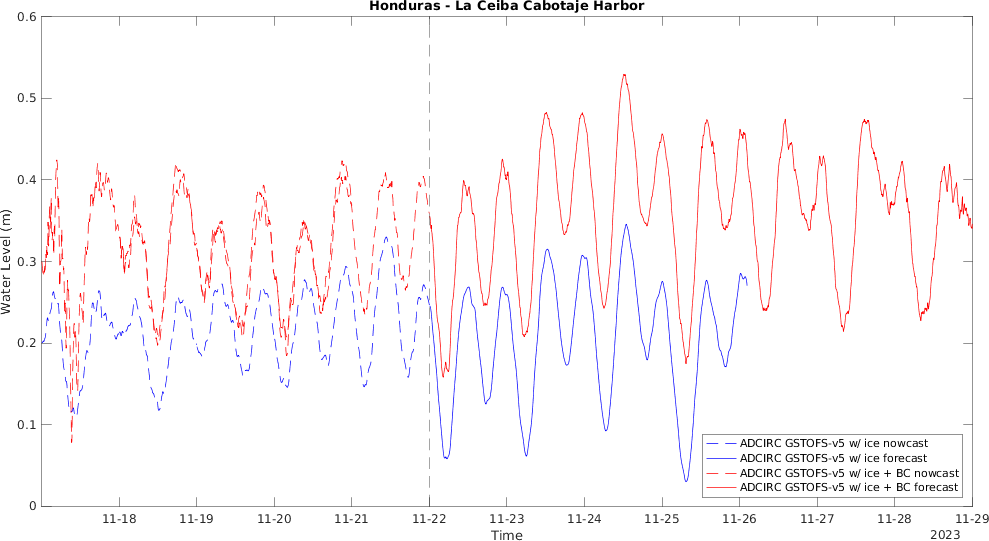 Honduras - La Ceiba Cabotaje Harbor
0.6
0.5
0.4
0.3
0.2
0.1
0
Water Level (m)
ADCIRC GSTOFS-v5 w/ ice nowcast
ADCIRC GSTOFS-v5 w/ ice forecast
ADCIRC GSTOFS-v5 w/ ice + BC nowcast
ADCIRC GSTOFS-v5 w/ ice + BC forecast
11-18 11-19 11-20 11-21 11-22 11-23 11-24 11-25 11-26 11-27 11-28 11-29
Time
2023